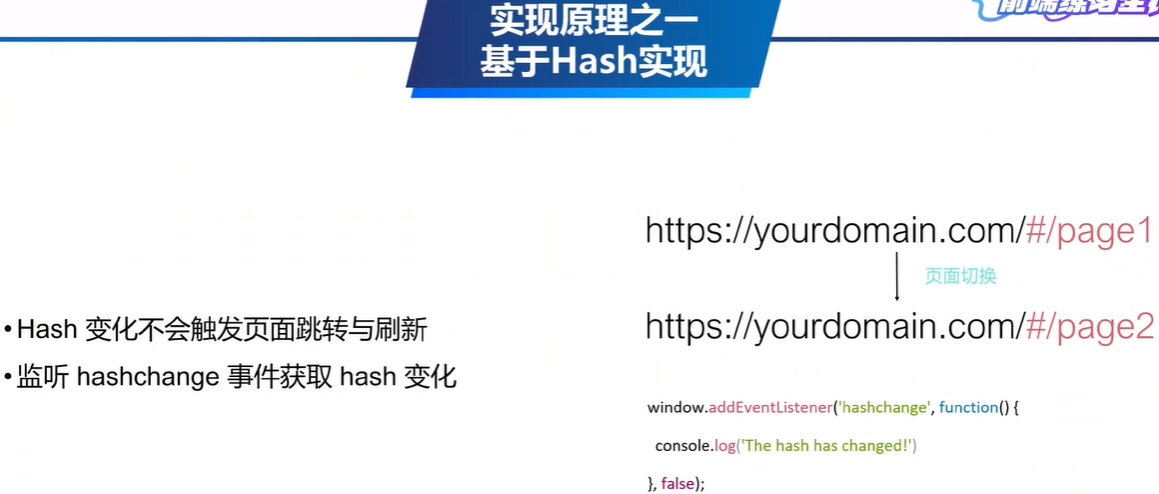 实现原理之一
基于Hash实现
•Hash 变化不会触发页面跳转与刷新
•监听 hashchange 事件获取 hash 变化
https://yourdomain.com/#/page1
页面切换
https://yourdomain.com/#/page2
window.addEventListener('hashchange', function() {
console.log('The hash has changed!')
}, false);